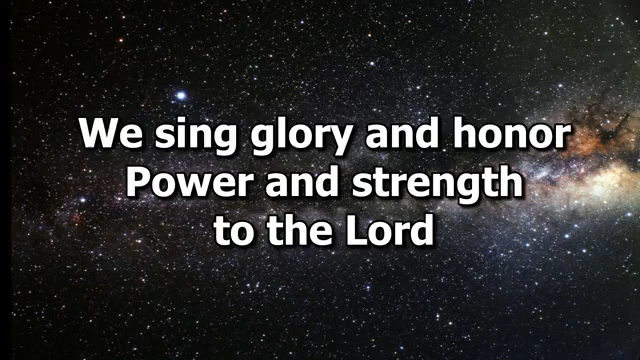 We sing glory and honor
Power and strength
to the Lord